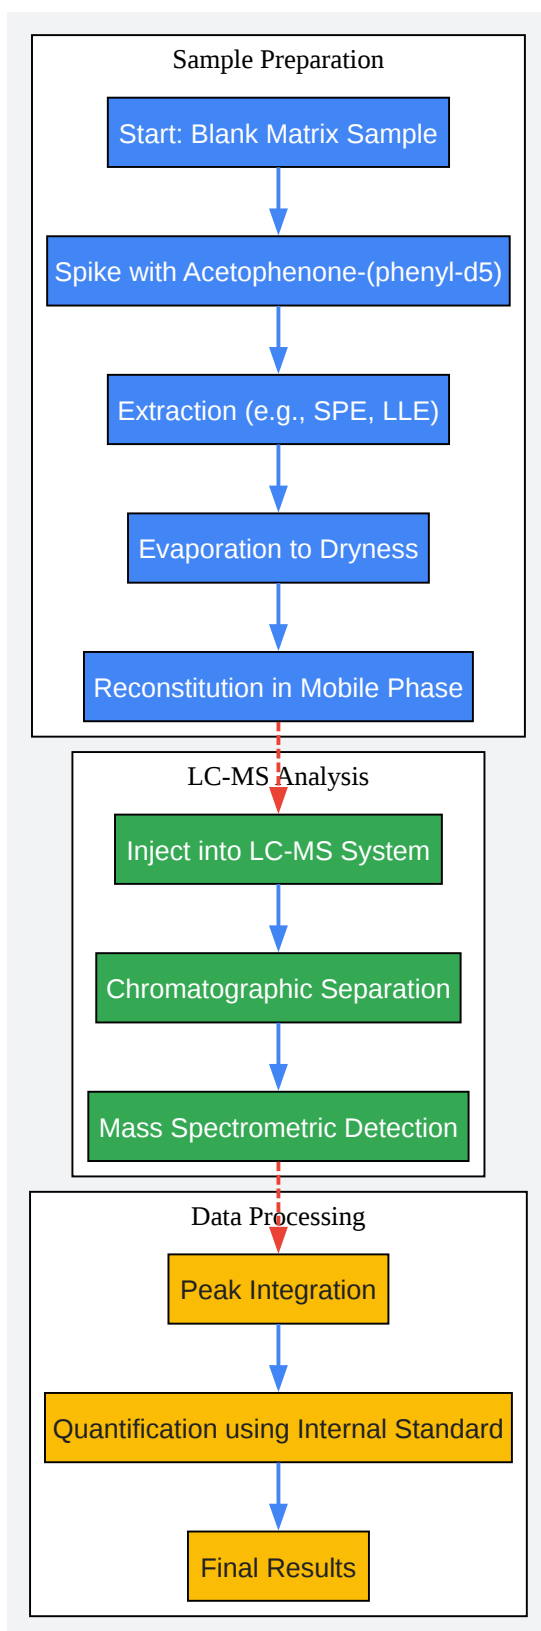 Sample Preparation
Start: Blank Matrix Sample
Spike with Acetophenone-(phenyl-d5)
Extraction (e.g., SPE, LLE)
Evaporation to Dryness
Reconstitution in Mobile Phase
LC-MS Analysis
Inject into LC-MS System
Chromatographic Separation
Mass Spectrometric Detection
Data Processing
Peak Integration
Quantification using Internal Standard
Final Results